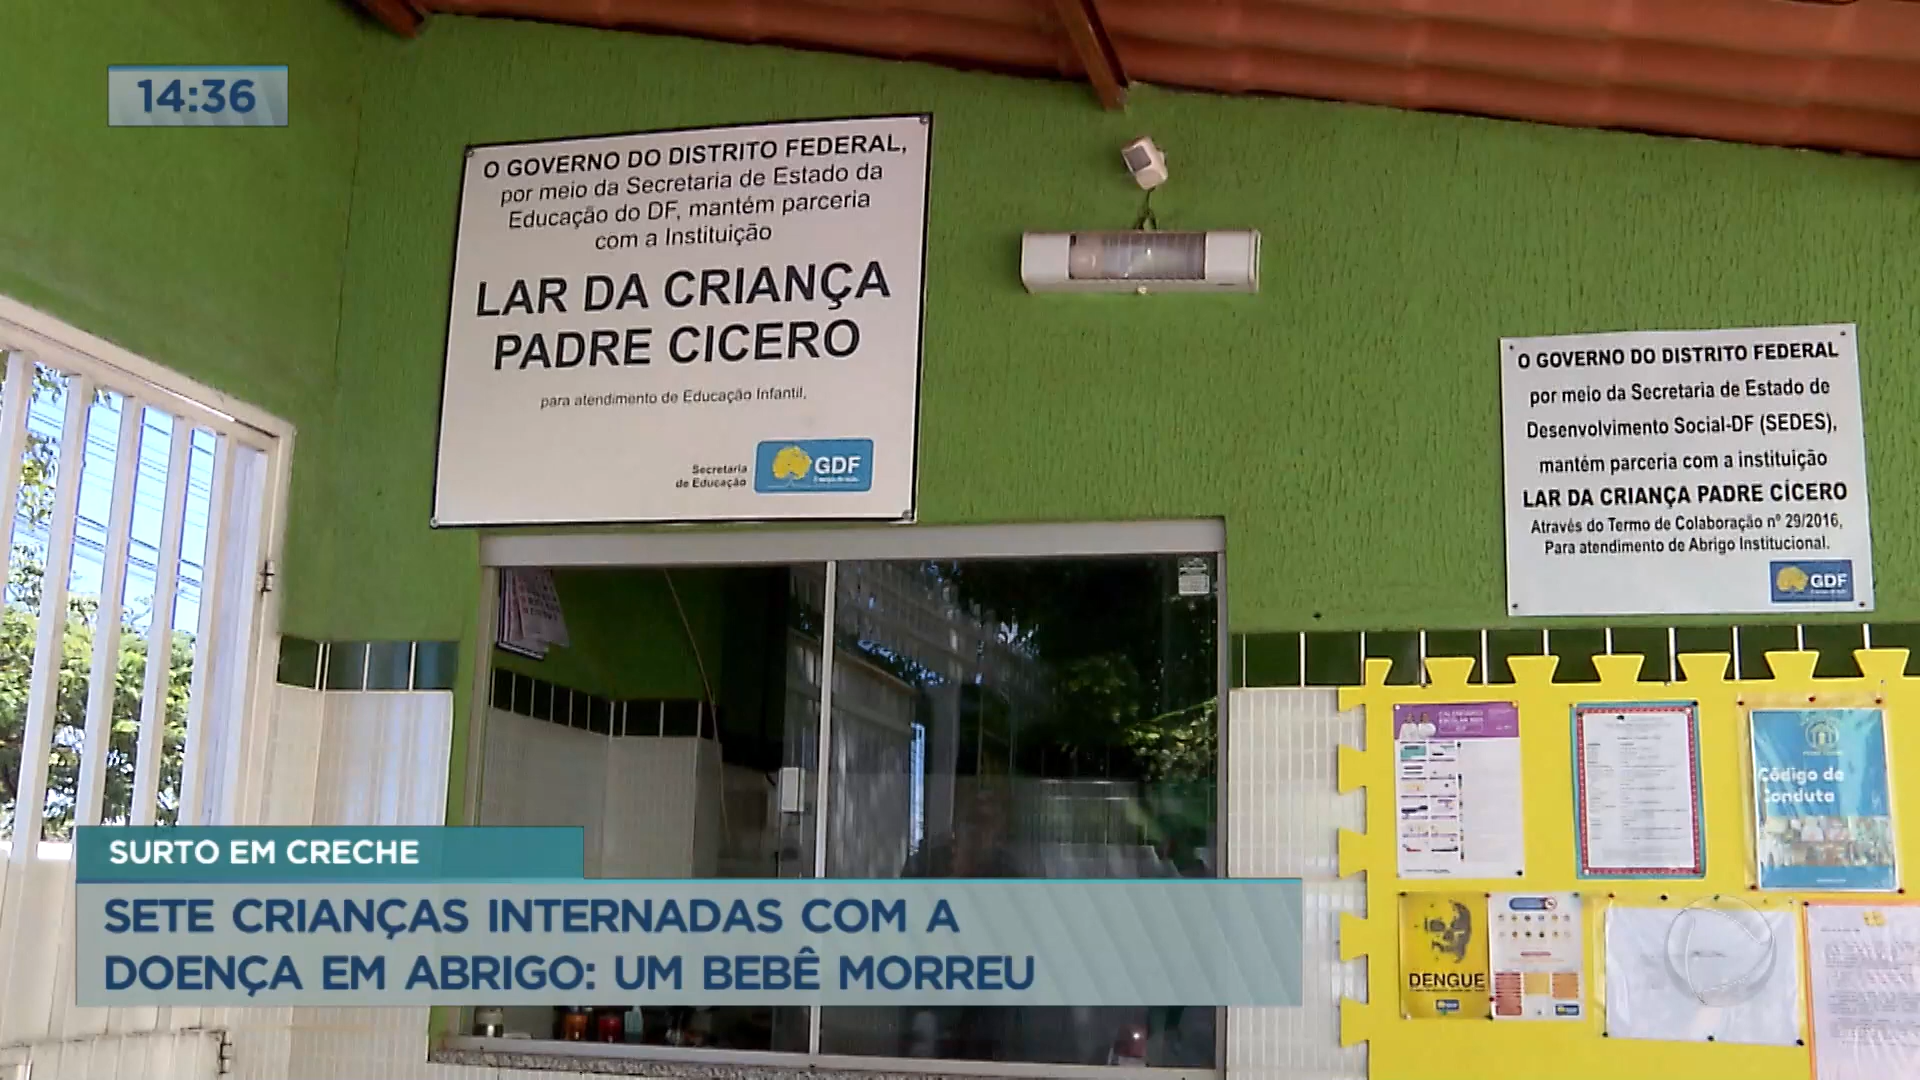 14:36
O GOVERNO DO DISTRITO FEDERAL,
por meio da Secretaria de Estado da
Educação do DF, mantém parceria
com a Instituição
LAR DA CRIANÇA
PADRE CICERO
para atendimento de Educação Infantil,
Secretaria
de Educação
GDF
O GOVERNO DO DISTRITO FEDERAL
por meio da Secretaria de Estado de
Desenvolvimento Social-DF (SEDES),
mantém parceria com a instituição
LAR DA CRIANÇA PADRE CÍCERO
Através do Termo de Colaboração nº 29/2016,
Para atendimento de Abrigo Institucional.
GDF
Código de
Conduta
DENGUE
SURTO EM CRECHE
SETE CRIANÇAS INTERNADAS COM A
DOENÇA EM ABRIGO: UM BEBÊ MORREU